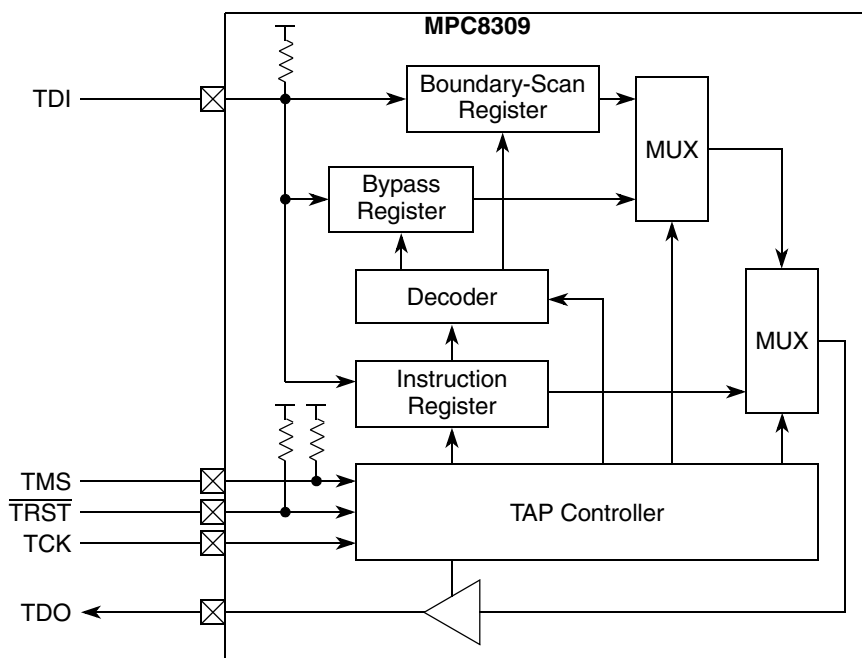 MPC8309
TDI
Boundary-Scan
Register
MUX
Bypass
Register
Decoder
MUX
Instruction
Register
TMS
TRST
TCK
TAP Controller
TDO